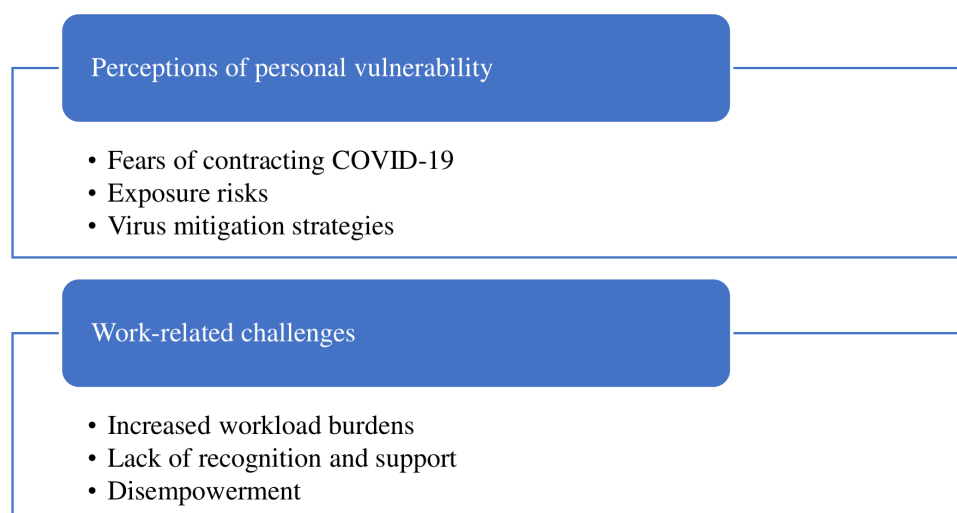 Perceptions of personal vulnerability
• Fears of contracting COVID-19
• Exposure risks
• Virus mitigation strategies
Work-related challenges
• Increased workload burdens
• Lack of recognition and support
• Disempowerment